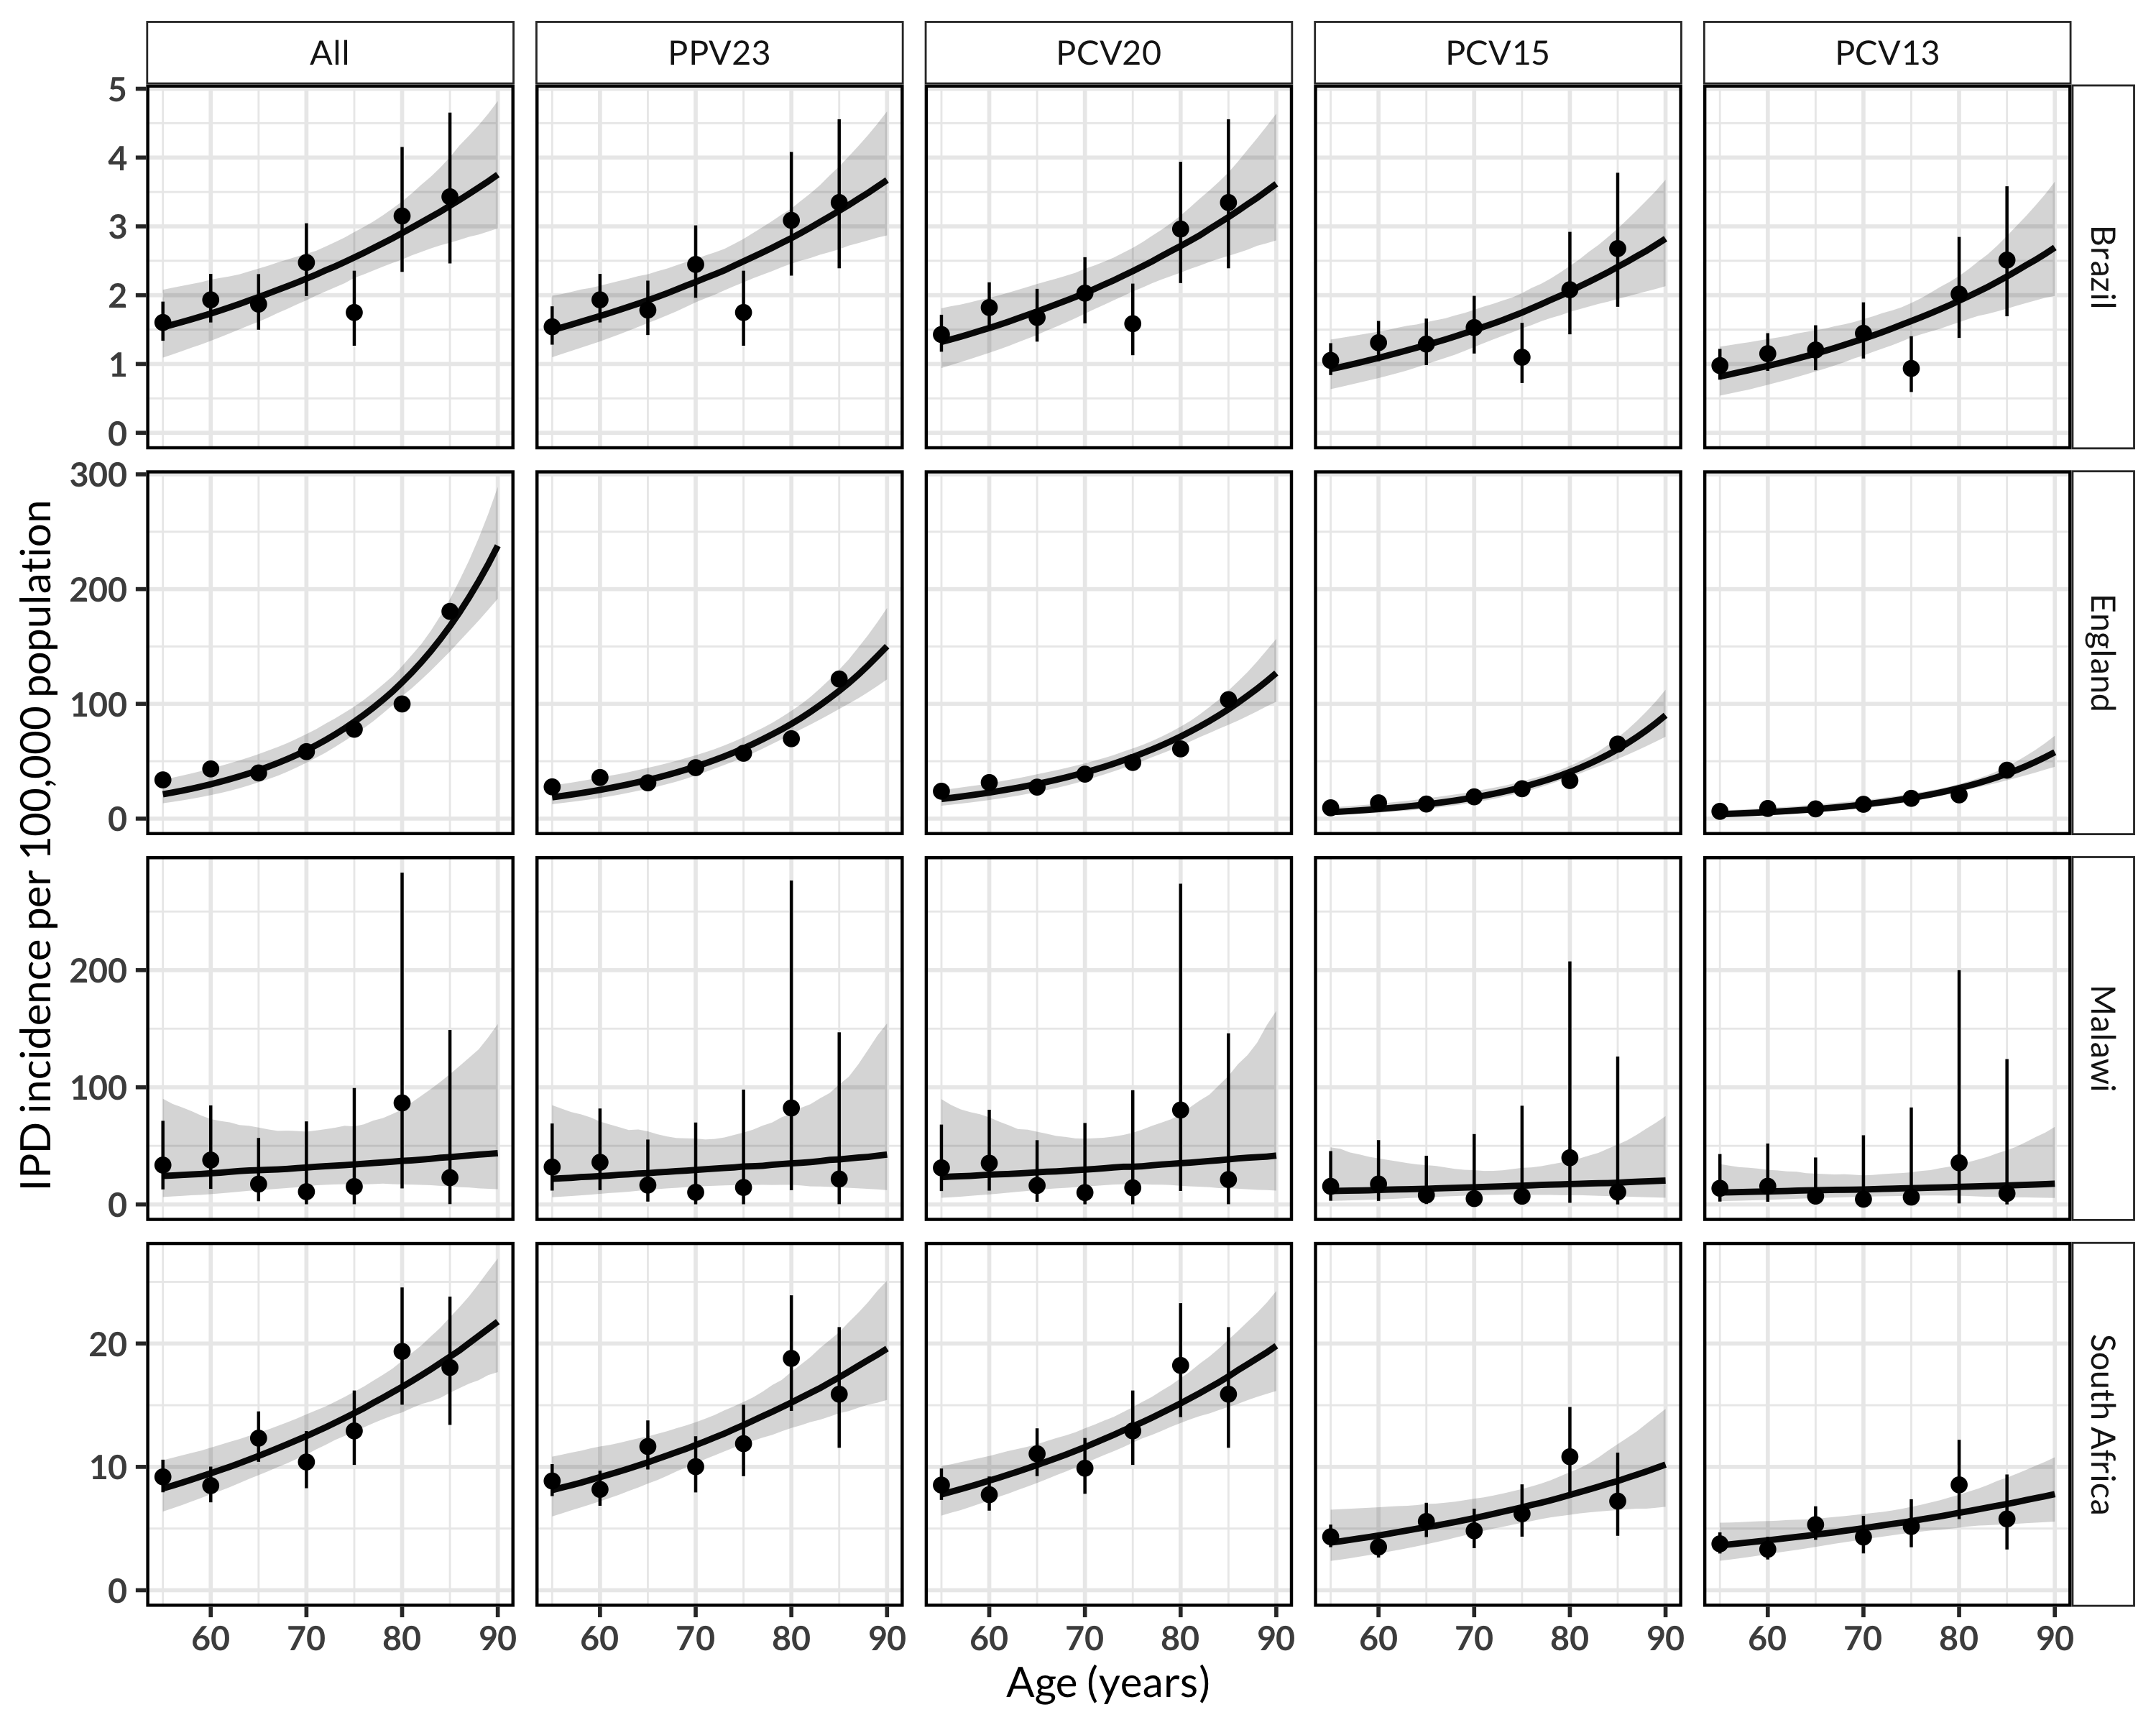 All PPV23 PCV20 PCV15 PCV13
5
4
3
2
1
0
Brazil
300
200
100
0
England
200
100
0
Malawi
20
10
0
South Africa
IPD incidence per 100,000 population
60 70 80 90 60 70 80 90 60 70 80 90 60 70 80 90 60 70 80 90
Age (years)